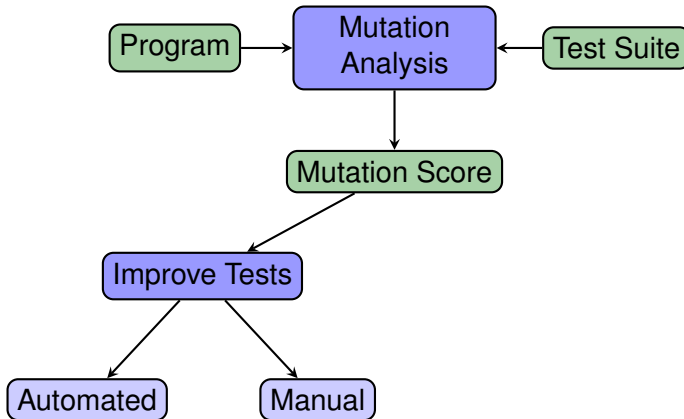 Program
Mutation
Analysis
Test Suite
Mutation Score
Improve Tests
Automated
Manual